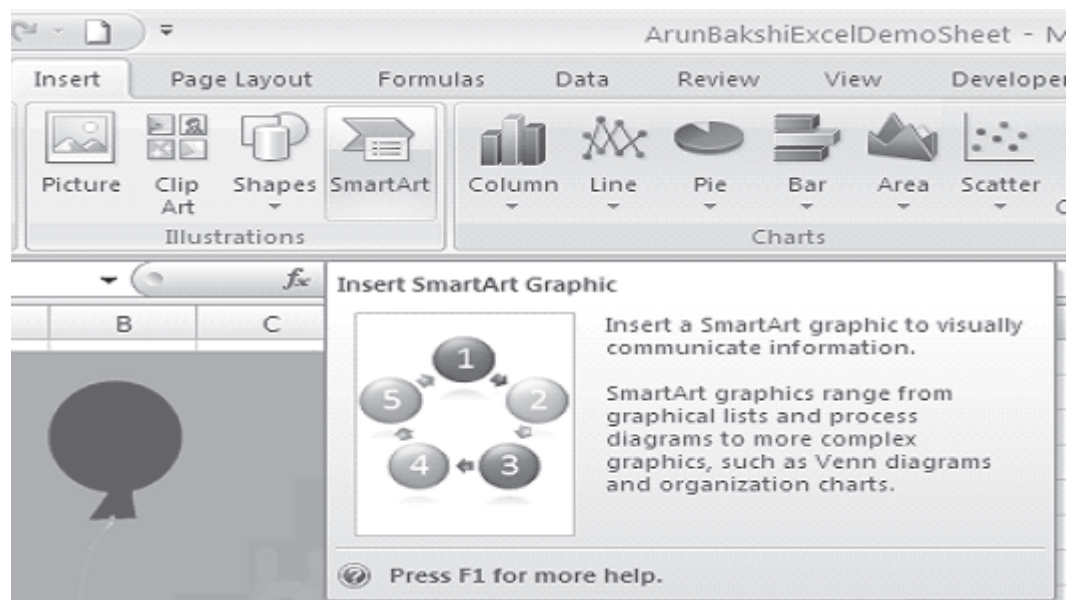 ArunBakshiExcelDemoSheet - M
Insert Page Layout Formulas Data Review View Developer
Picture Clip Art Shapes SmartArt Column Line Pie Bar Area Scatter
Illustrations Charts
fx
B C
Insert SmartArt Graphic
Insert a SmartArt graphic to visually
communicate information.
SmartArt graphics range from
graphical lists and process
diagrams to more complex
graphics, such as Venn diagrams
and organization charts.
1
5 2
4 3
Press F1 for more help.